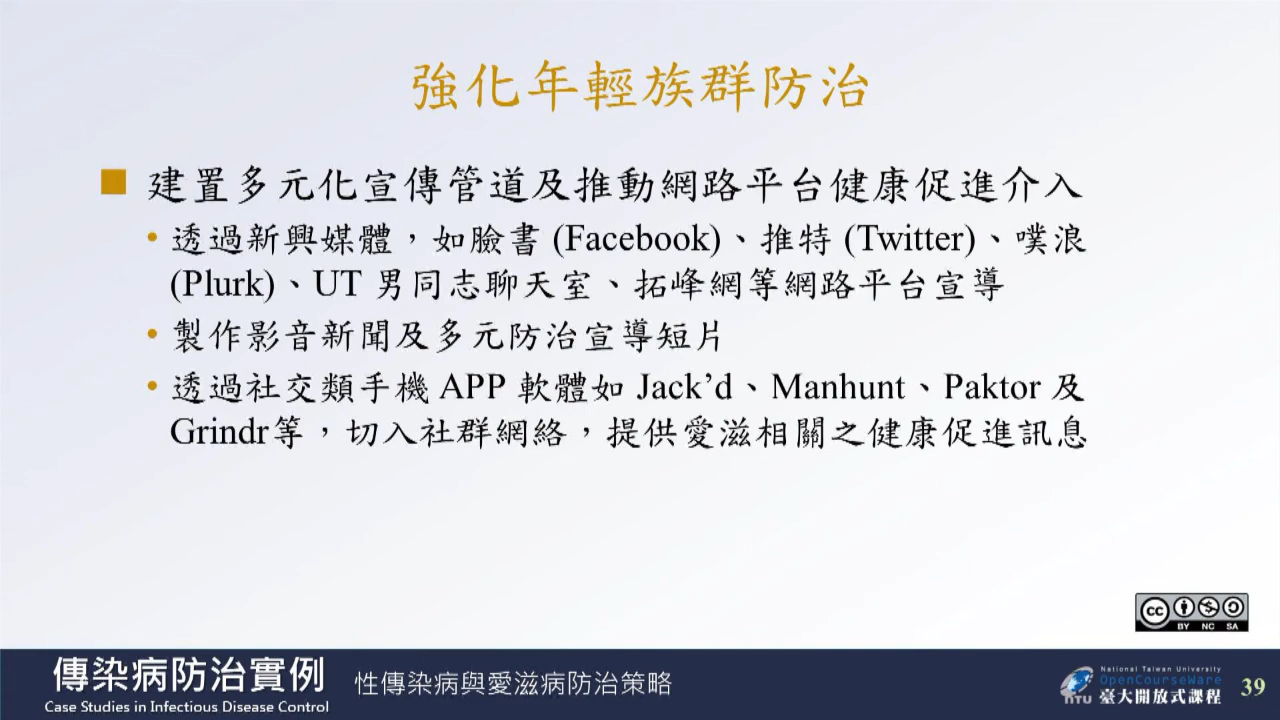 強化年輕族群防治
建置多元化宣傳管道及推動網路平台健康促進介入
透過新興媒體，如臉書 (Facebook)、推特 (Twitter)、噗浪
(Plurk)、UT 男同志聊天室、拓峰網等網路平台宣導
製作影音新聞及多元防治宣導短片
透過社交類手機 APP 軟體如 Jack’d、Manhunt、Paktor 及
Grindr等，切入社群網絡，提供愛滋相關之健康促進訊息
cc
BY NC SA
傳染病防治實例
Case Studies in Infectious Disease Control
性傳染病與愛滋病防治策略
National Taiwan University
OpenCourseWare
NTU 臺大開放式課程
39